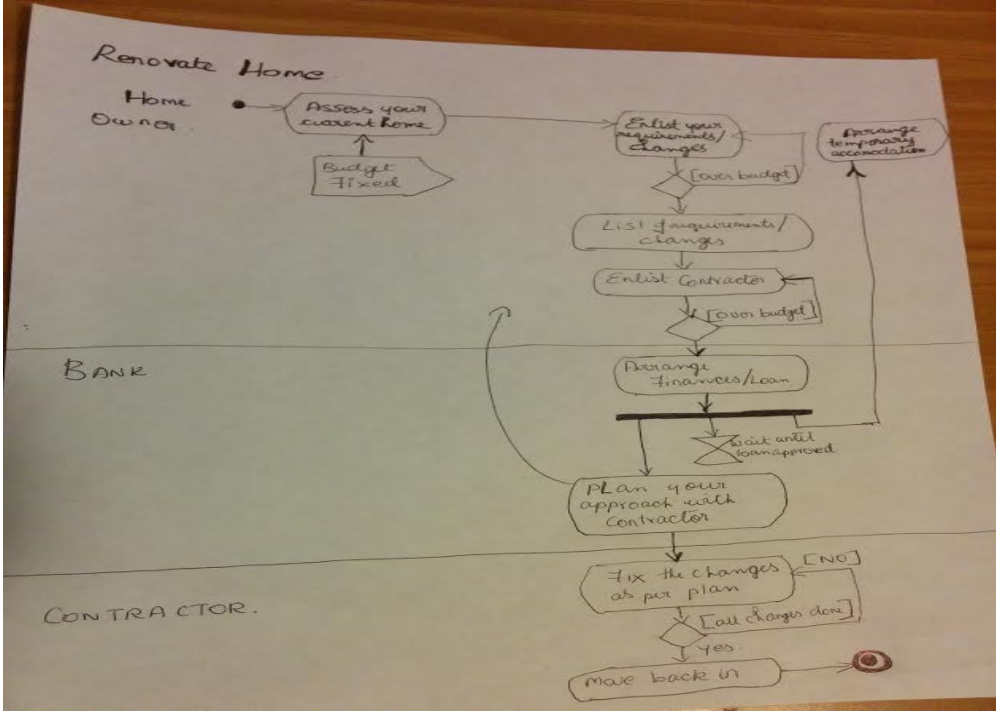 Renovate Home
Home
Owner
Assess your
current home
Budget
Fixed
Enlist your
requirements/
changes
[over budget]
Arrange
temporary
accomodation
List requirements/
changes
Enlist Contractor
[over budget]
BANK
Arrange
Finances/Loan
wait until
loan approved
PLan your
approach with
Contractor
CONTRACTOR.
Fix the changes
as per plan
[NO]
[all changes done]
yes.
move back in